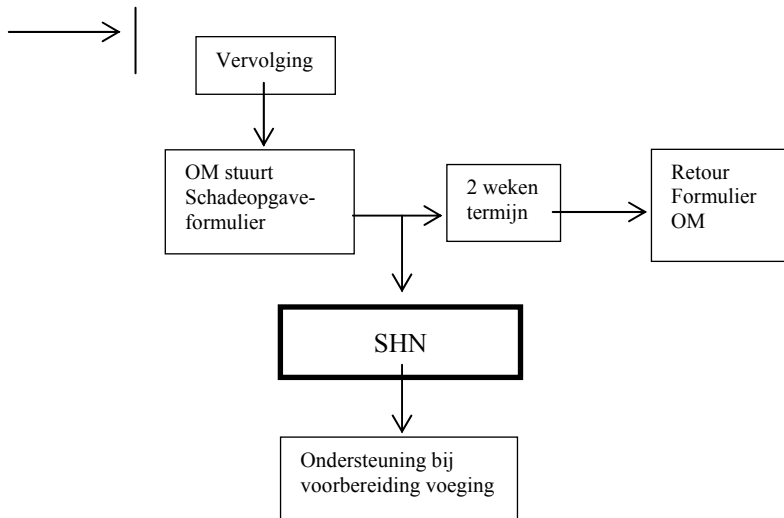 Vervolging
OM stuurt
Schadeopgave-
formulier
2 weken
termijn
Retour
Formulier
OM
SHN
Ondersteuning bij
voorbereiding voeging